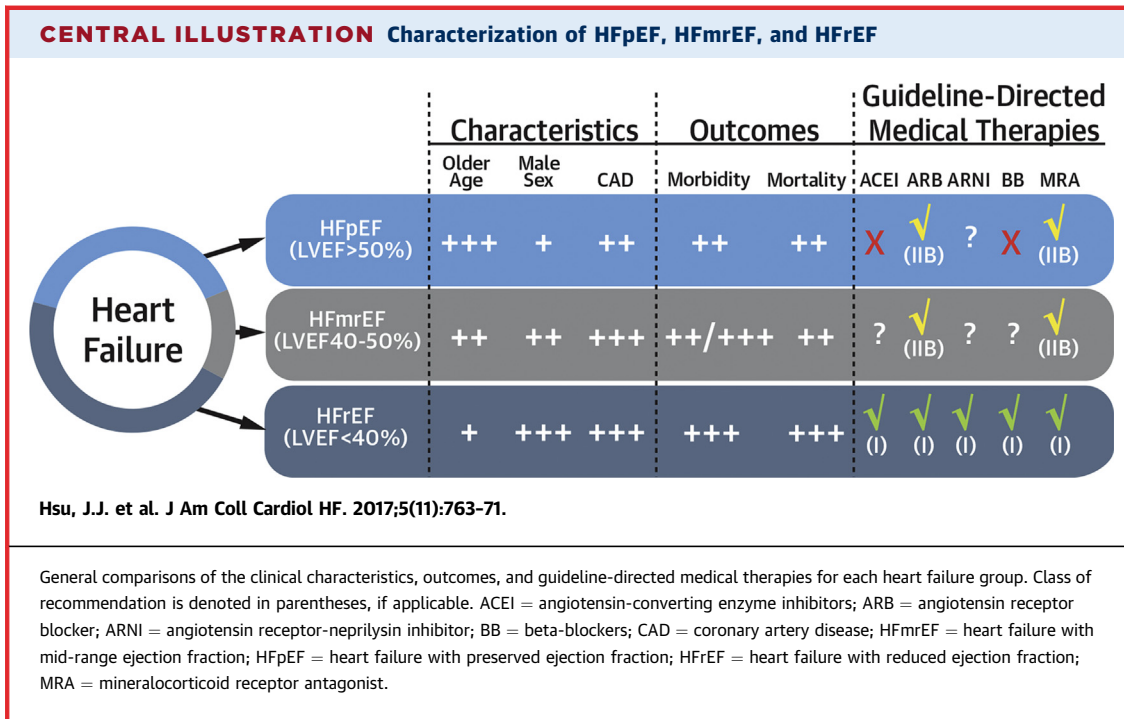 CENTRAL ILLUSTRATION Characterization of HFpEF, HFmrEF, and HFrEF
Characteristics
Outcomes
Guideline-Directed
Medical Therapies
Older
Age
Male
Sex
CAD
Morbidity
Mortality
ACEI
ARB
ARNI
BB
MRA
Heart
Failure
HFpEF
(LVEF>50%)
+++ + ++ ++ ++ X √ ? X √
(IIB) (IIB)
HFmrEF
(LVEF40-50%)
++ ++ +++ ++/+++ ++ ? √ ? ? √
(IIB) (IIB)
HFrEF
(LVEF<40%)
+ +++ +++ +++ +++ √ √ √ √ √
(I) (I) (I) (I) (I)
Hsu, J.J. et al. J Am Coll Cardiol HF. 2017;5(11):763–71.
General comparisons of the clinical characteristics, outcomes, and guideline-directed medical therapies for each heart failure group. Class of
recommendation is denoted in parentheses, if applicable. ACEI = angiotensin-converting enzyme inhibitors; ARB = angiotensin receptor
blocker; ARNI = angiotensin receptor-neprilysin inhibitor; BB = beta-blockers; CAD = coronary artery disease; HFmrEF = heart failure with
mid-range ejection fraction; HFpEF = heart failure with preserved ejection fraction; HFrEF = heart failure with reduced ejection fraction;
MRA = mineralocorticoid receptor antagonist.